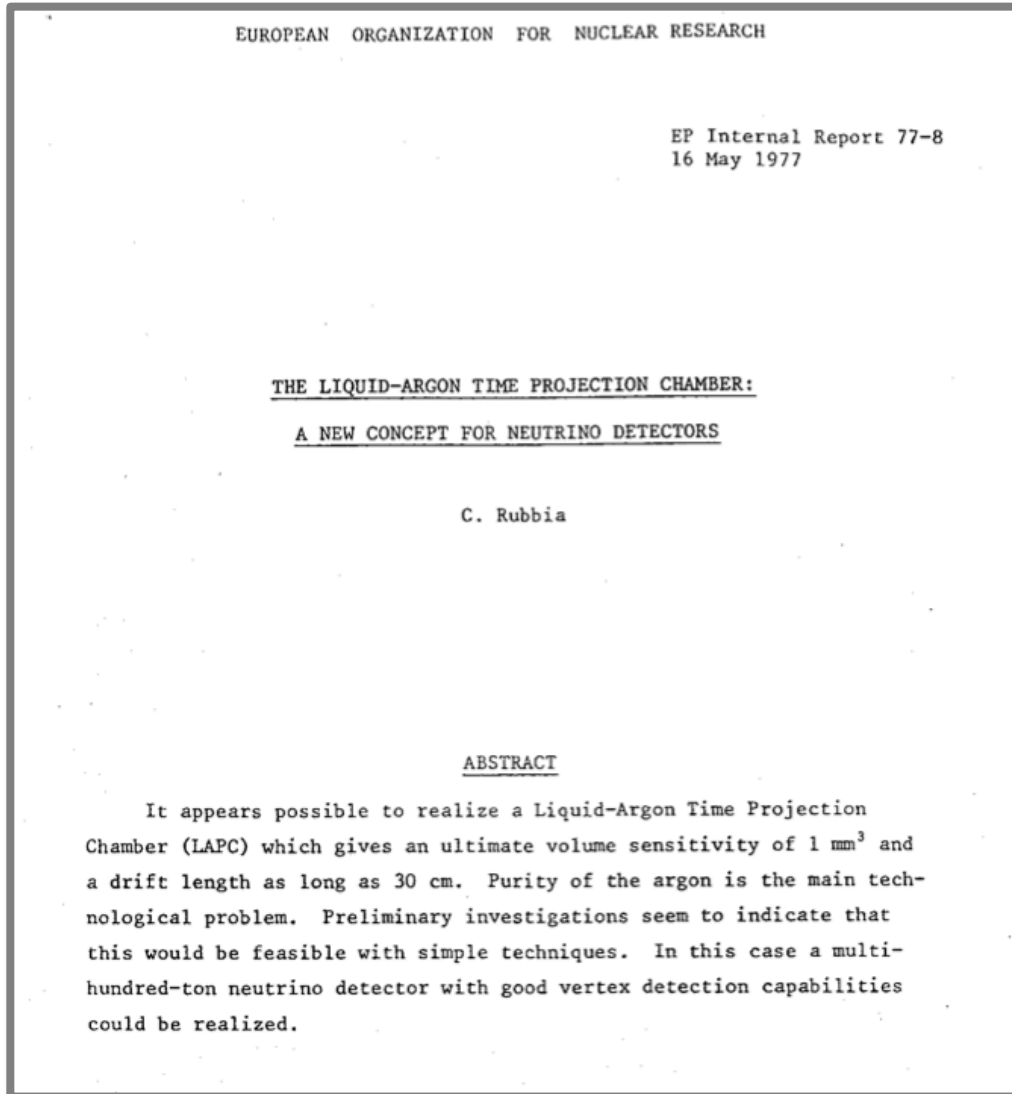 EUROPEAN ORGANIZATION FOR NUCLEAR RESEARCH
EP Internal Report 77-8
16 May 1977
THE LIQUID-ARGON TIME PROJECTION CHAMBER:
A NEW CONCEPT FOR NEUTRINO DETECTORS
C. Rubbia
ABSTRACT
It appears possible to realize a Liquid-Argon Time Projection
Chamber (LAPC) which gives an ultimate volume sensitivity of 1 mm³ and
a drift length as long as 30 cm. Purity of the argon is the main tech-
nological problem. Preliminary investigations seem to indicate that
this would be feasible with simple techniques. In this case a multi-
hundred-ton neutrino detector with good vertex detection capabilities
could be realized.